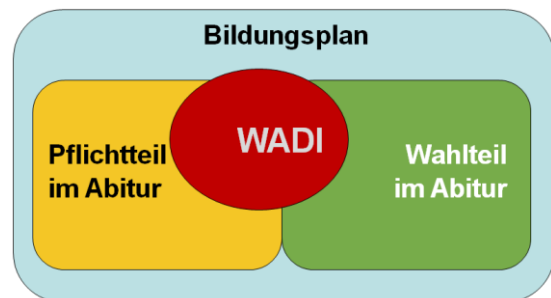 Bildungsplan
Pflichtteil
im Abitur
WADI
Wahlteil
im Abitur